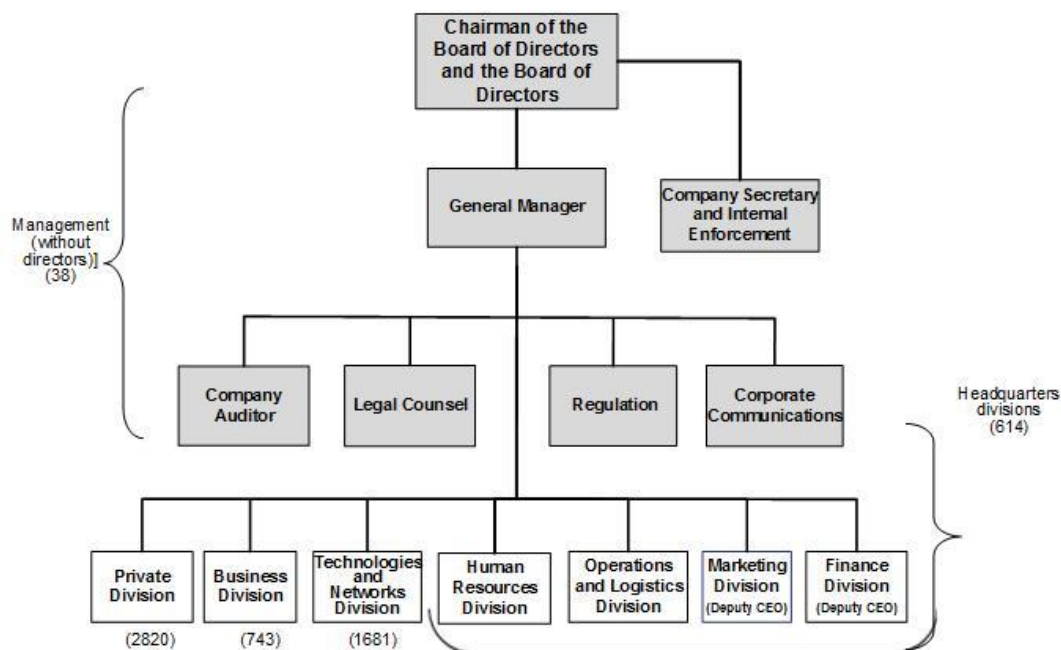 Chairman of the
Board of Directors
and the Board of
Directors
General Manager
Company Secretary
and Internal
Enforcement
Management
(without
directors)]
(38)
Company
Auditor
Legal Counsel
Regulation
Corporate
Communications
Headquarters
divisions
(614)
Private
Division
(2820)
Business
Division
(743)
Technologies
and
Networks
Division
(1681)
Human
Resources
Division
Operations
and Logistics
Division
Marketing
Division
(Deputy CEO)
Finance
Division
(Deputy CEO)